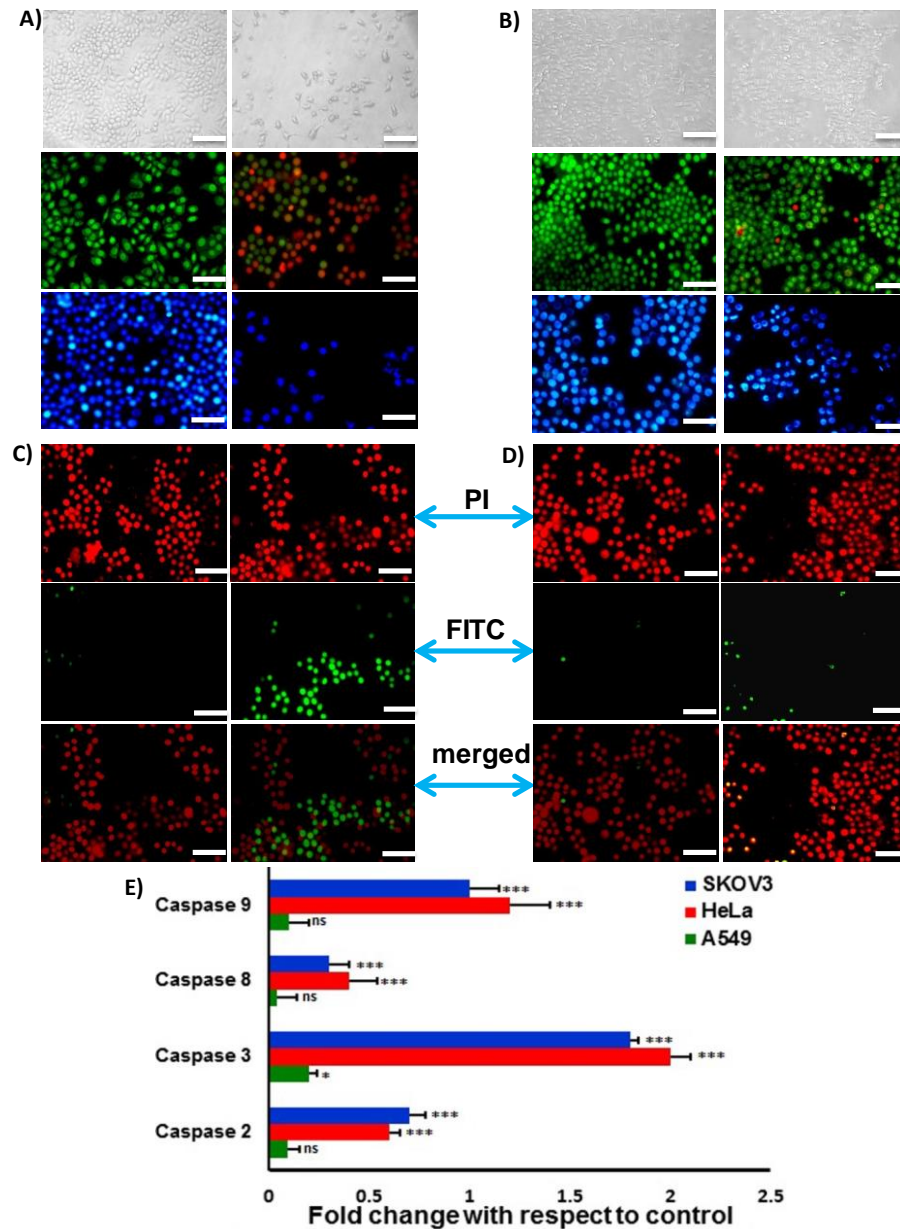 A)
B)
C)
D)
PI
FITC
merged
E)
SKOV3
HeLa
A549
Caspase 9
***
***
ns
Caspase 8
***
***
ns
Caspase 3
***
***
*
Caspase 2
***
***
ns
0 0.5 1 1.5 2 2.5
Fold change with respect to control